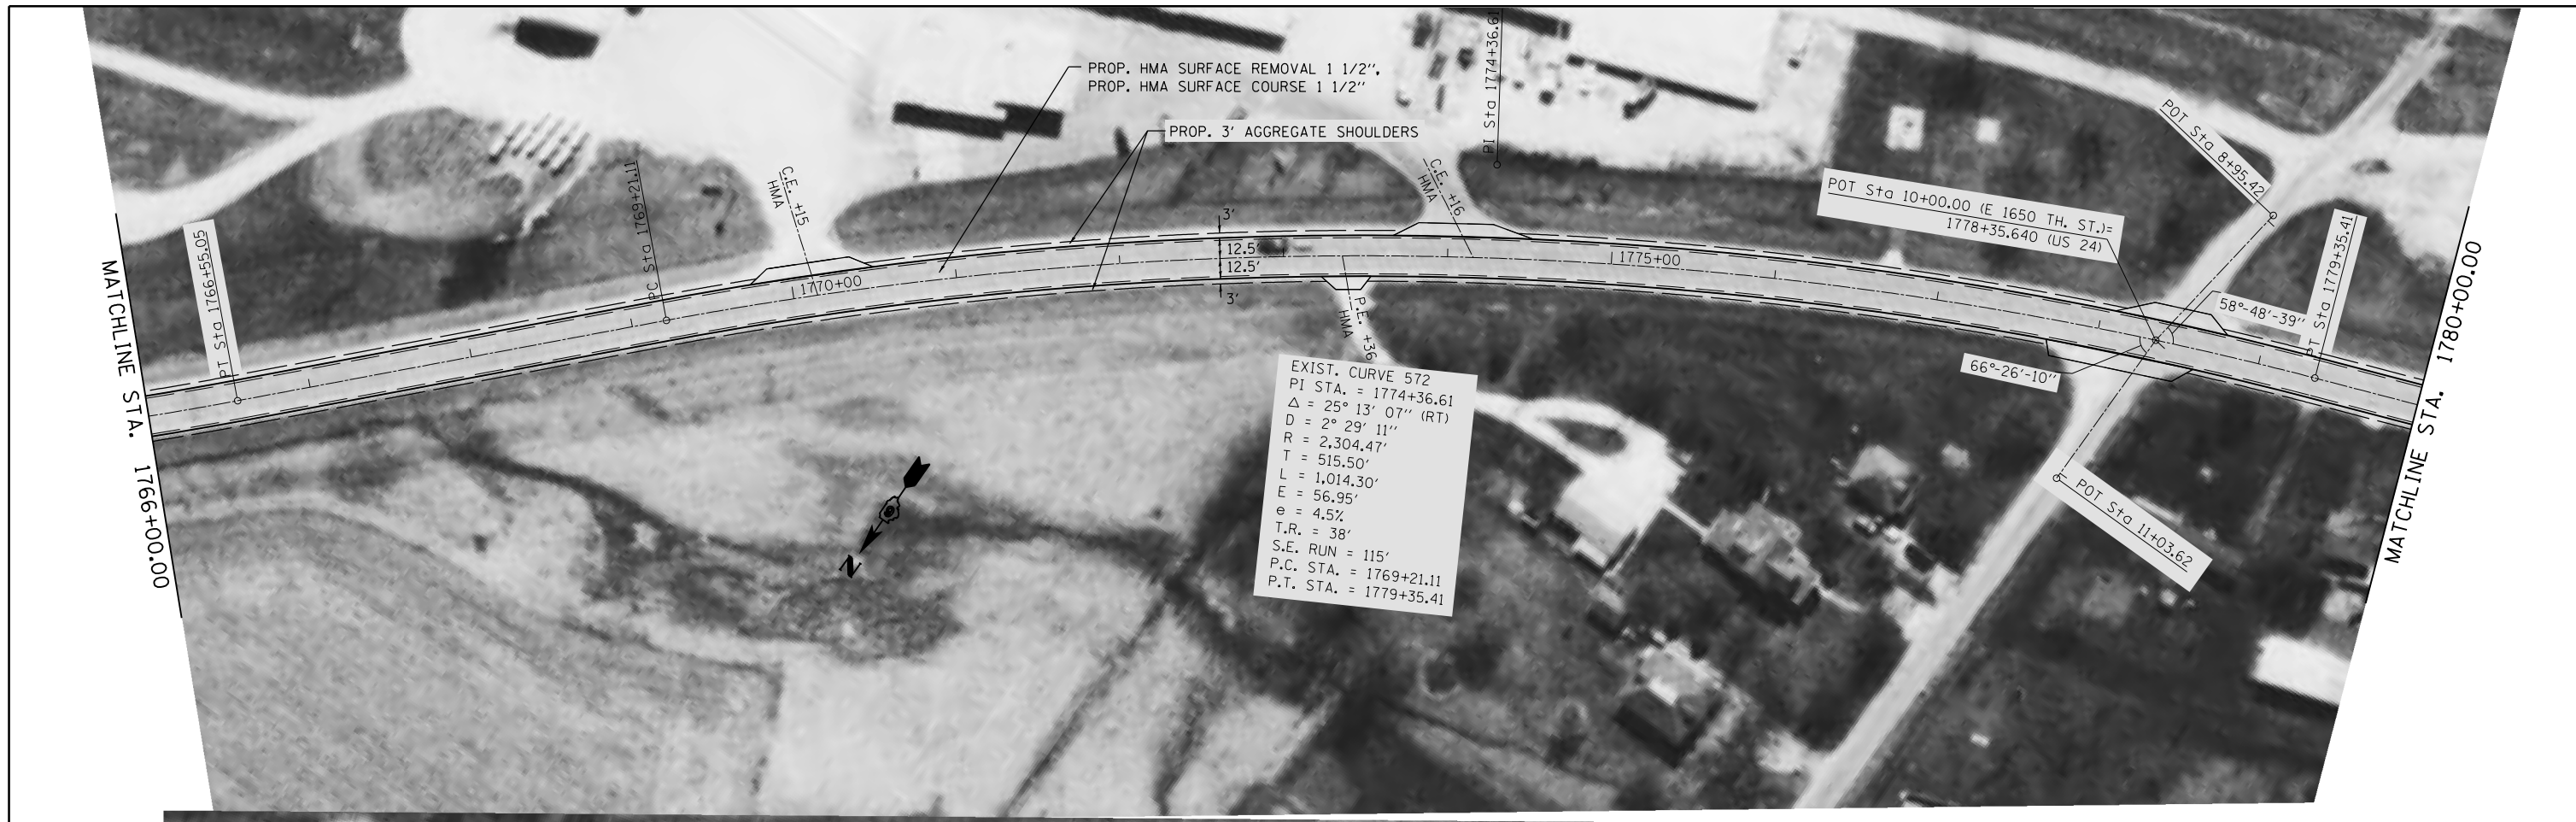 PROP. HMA SURFACE REMOVAL 1 1/2",
PROP. HMA SURFACE COURSE 1 1/2"
PROP. 3' AGGREGATE SHOULDERS
PI Sta 1774+36.61
POT Sta 8+95.42
POT Sta 10+00.00 (E 1650 TH. ST.)=
1778+35.640 (US 24)
PT Sta 1779+35.41
PC Sta 1769+21.11
C.E. +15
HMA
C.E. +16
HMA
PT Sta 1766+55.05
MATCHLINE STA. 1766+00.00
1770+00
3'
12.5'
12.5'
3'
1775+00
P.E. +36
HMA
58°-48'-39"
66°-26'-10"
POT Sta 11+03.62
MATCHLINE STA. 1780+00.00
EXIST. CURVE 572
PI STA. = 1774+36.61
Δ = 25° 13' 07" (RT)
D = 2° 29' 11"
R = 2,304.47'
T = 515.50'
L = 1,014.30'
E = 56.95'
e = 4.5%
T.R. = 38'
S.E. RUN = 115'
P.C. STA. = 1769+21.11
P.T. STA. = 1779+35.41
N